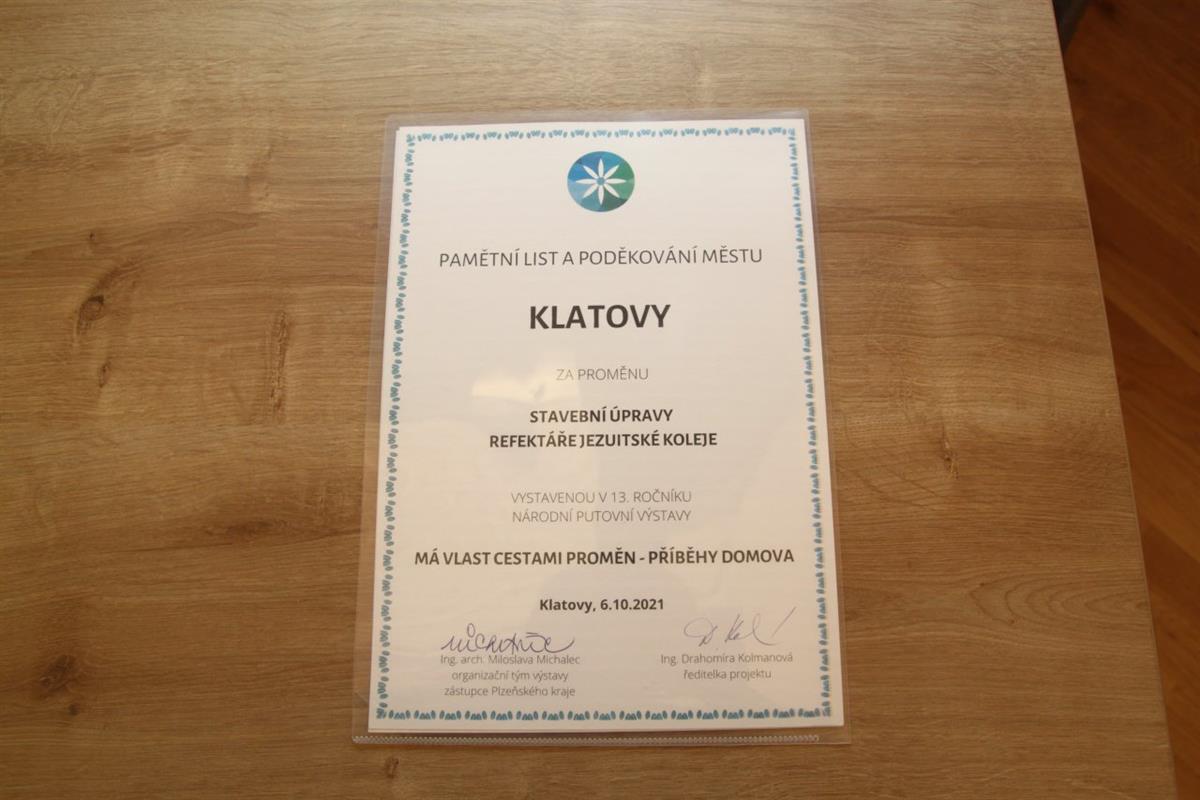 PAMĚTNÍ LIST A PODĚKOVÁNÍ MĚSTU
KLATOVY
ZA PROMĚNU
STAVEBNÍ ÚPRAVY
REFEKTÁŘE JEZUITSKÉ KOLEJE
VYSTAVENOU V 13. ROČNÍKU
NÁRODNÍ PUTOVNÍ VÝSTAVY
MÁ VLAST CESTAMI PROMĚN - PŘÍBĚHY DOMOVA
Klatovy, 6.10.2021
Ing. arch. Miloslava Michalec
organizační tým výstavy
zástupce Plzeňského kraje
Ing. Drahomíra Kolmanová
ředitelka projektu